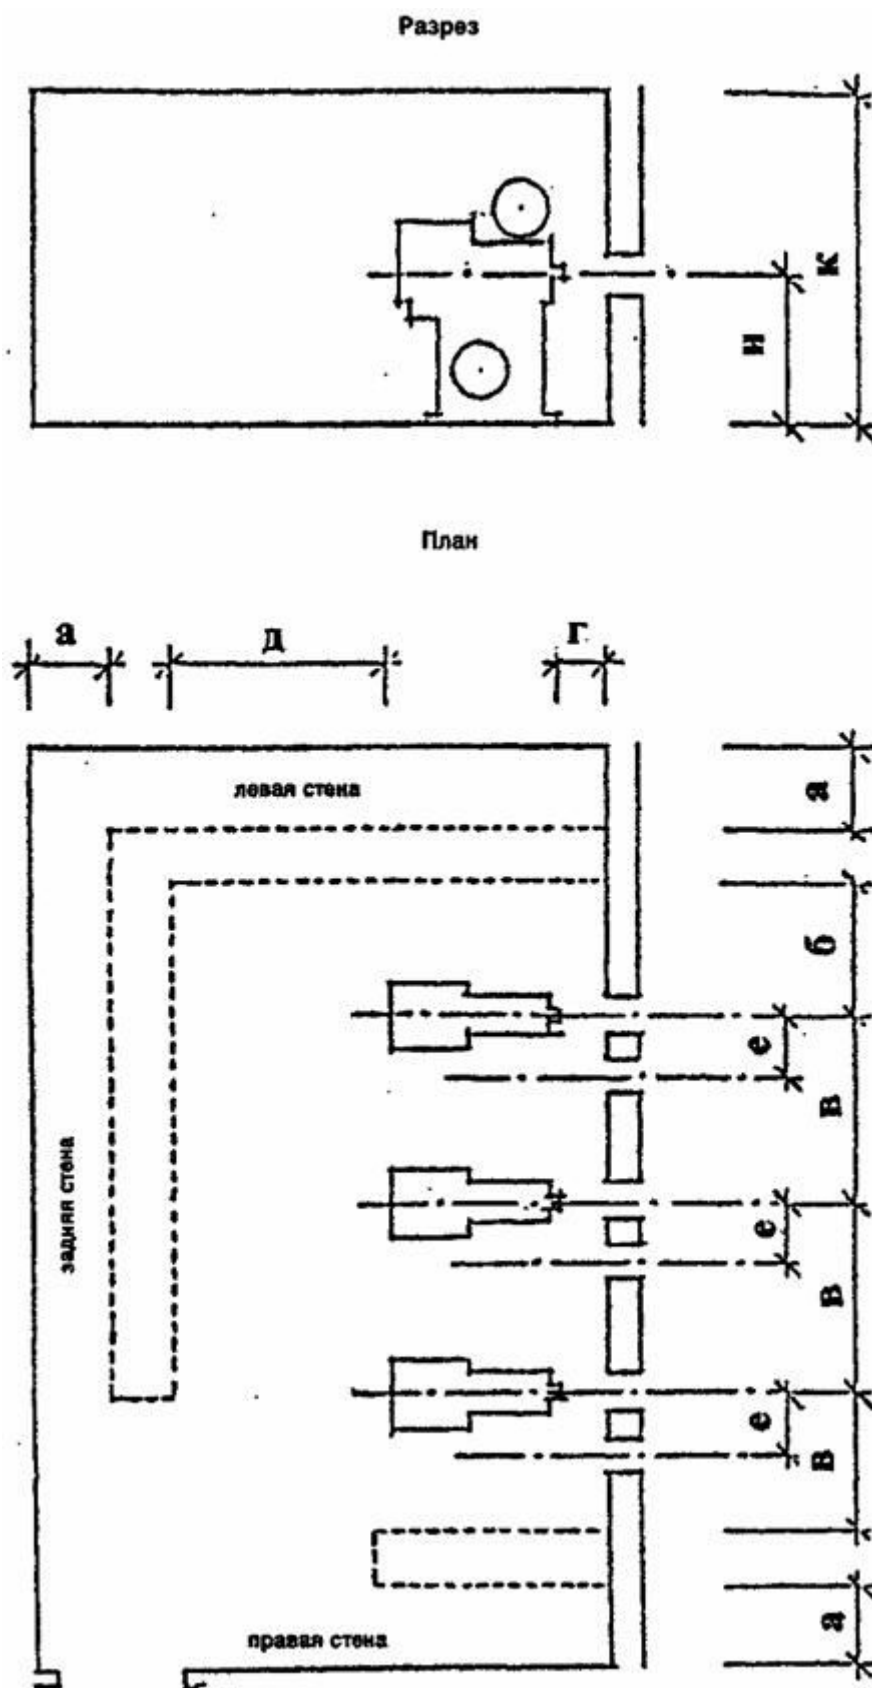 Разрез
к
и
План
а
д
г
левая стена
а
б
е
в
задняя стена
е
в
е
в
правая стена
а